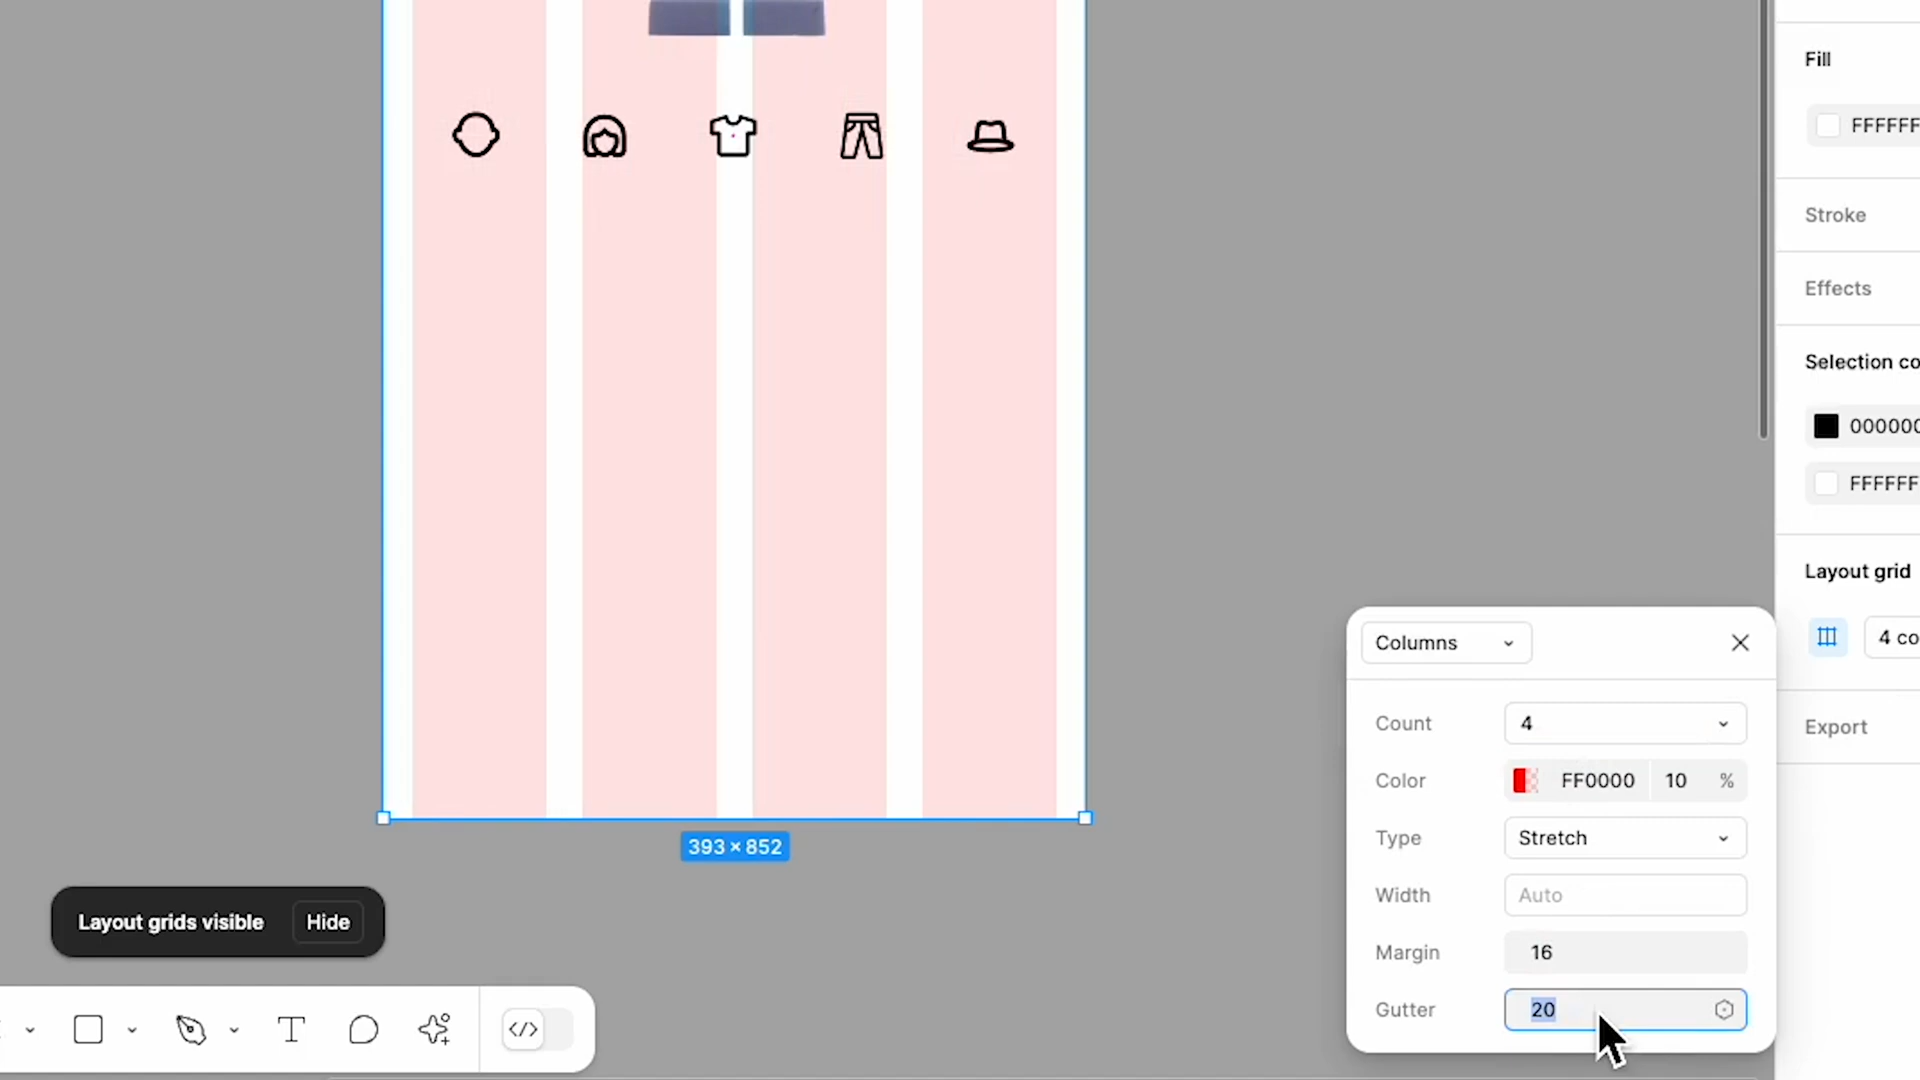 Fill
FFFFFF
Stroke
Effects
Selection co
000000
FFFFFF
Layout grid
4 co
Export
Columns
Count 4
Color FF0000 10 %
Type Stretch
Width Auto
Margin 16
Gutter 20
393 × 852
Layout grids visible Hide
T </>